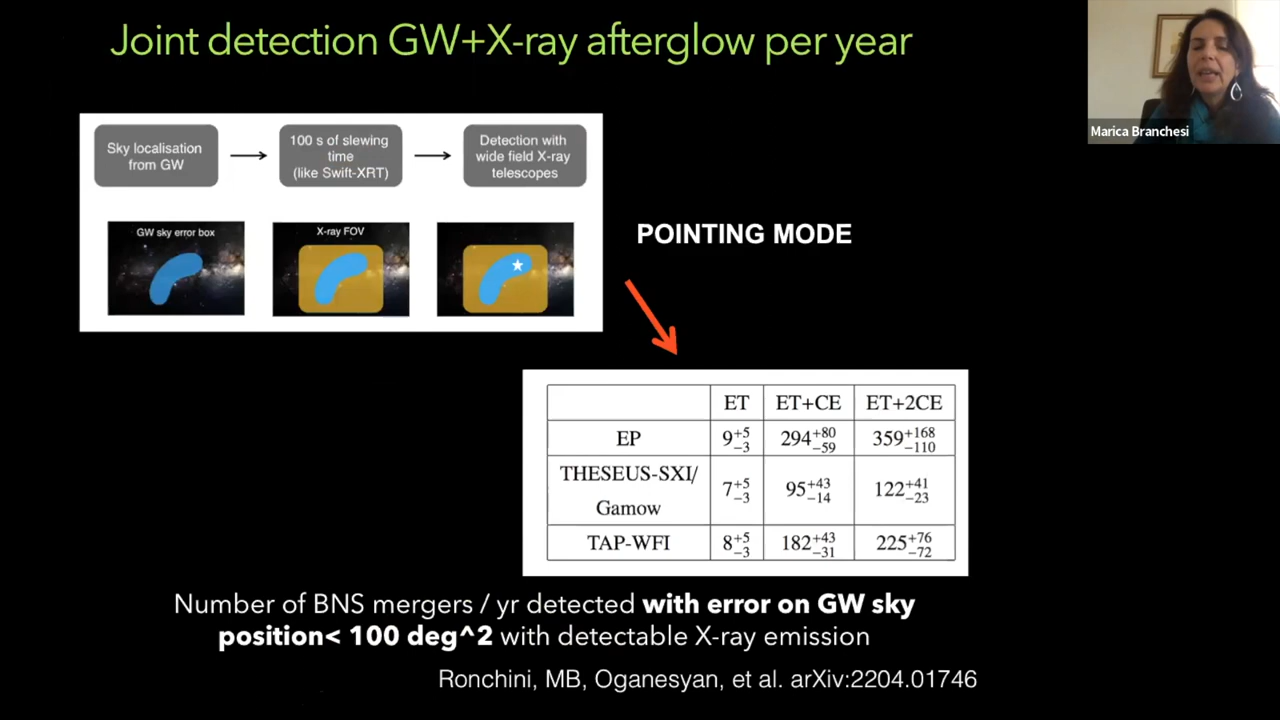 Joint detection GW+X-ray afterglow per year
Marica Branchesi
Sky localisation
from GW
100 s of slewing
time
(like Swift-XRT)
Detection with
wide field X-ray
telescopes
GW sky error box
X-ray FOV
POINTING MODE
ET ET+CE ET+2CE
EP 9+5−3 294+80−59 359+168−110
THESEUS-SXI/
Gamow 7+5−3 95+43−14 122+41−23
TAP-WFI 8+5−3 182+43−31 225+76−72
Number of BNS mergers / yr detected with error on GW sky
position< 100 deg^2 with detectable X-ray emission
Ronchini, MB, Oganesyan, et al. arXiv:2204.01746